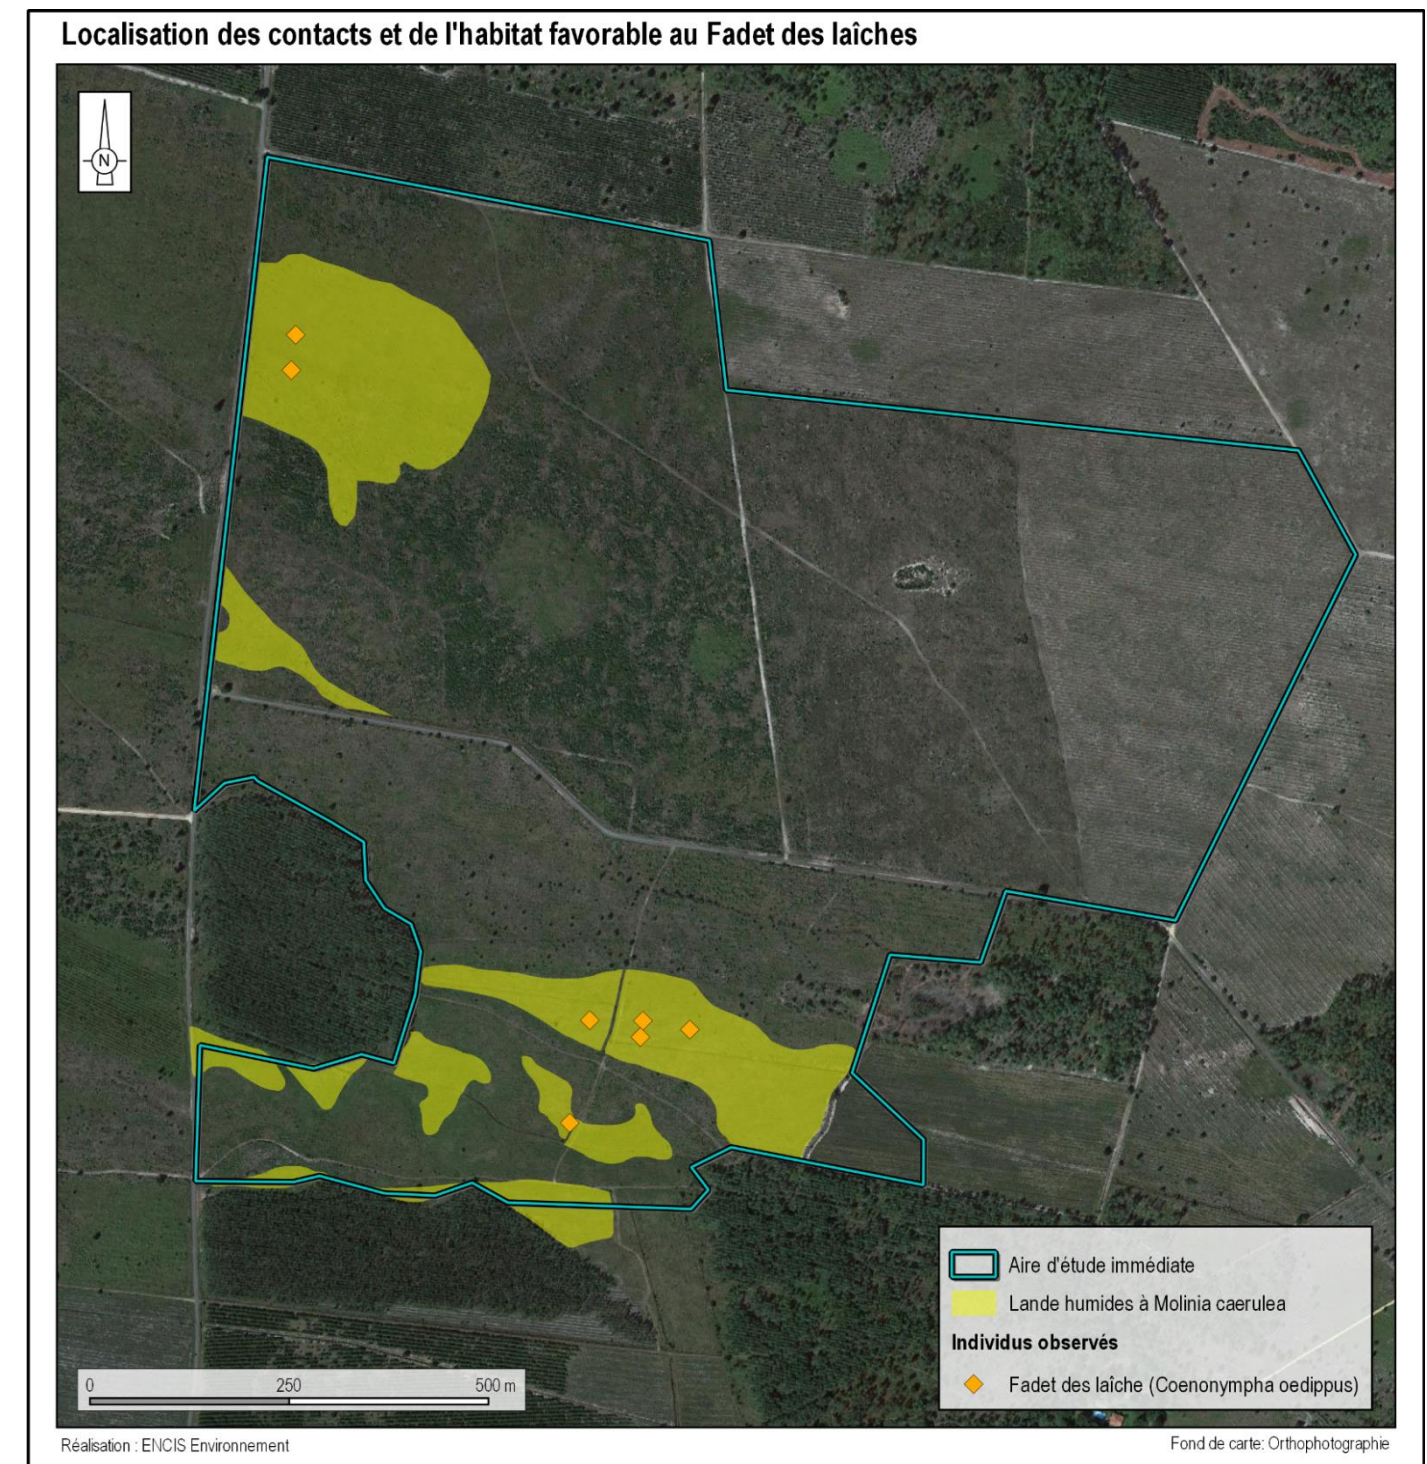 Localisation des contacts et de l'habitat favorable au Fadet des laîches
N
Aire d'étude immédiate
Lande humides à Molinia caerulea
Individus observés
Fadet des laîche (Coenonympha oedippus)
0 250 500 m
Réalisation : ENCIS Environnement
Fond de carte: Orthophotographie